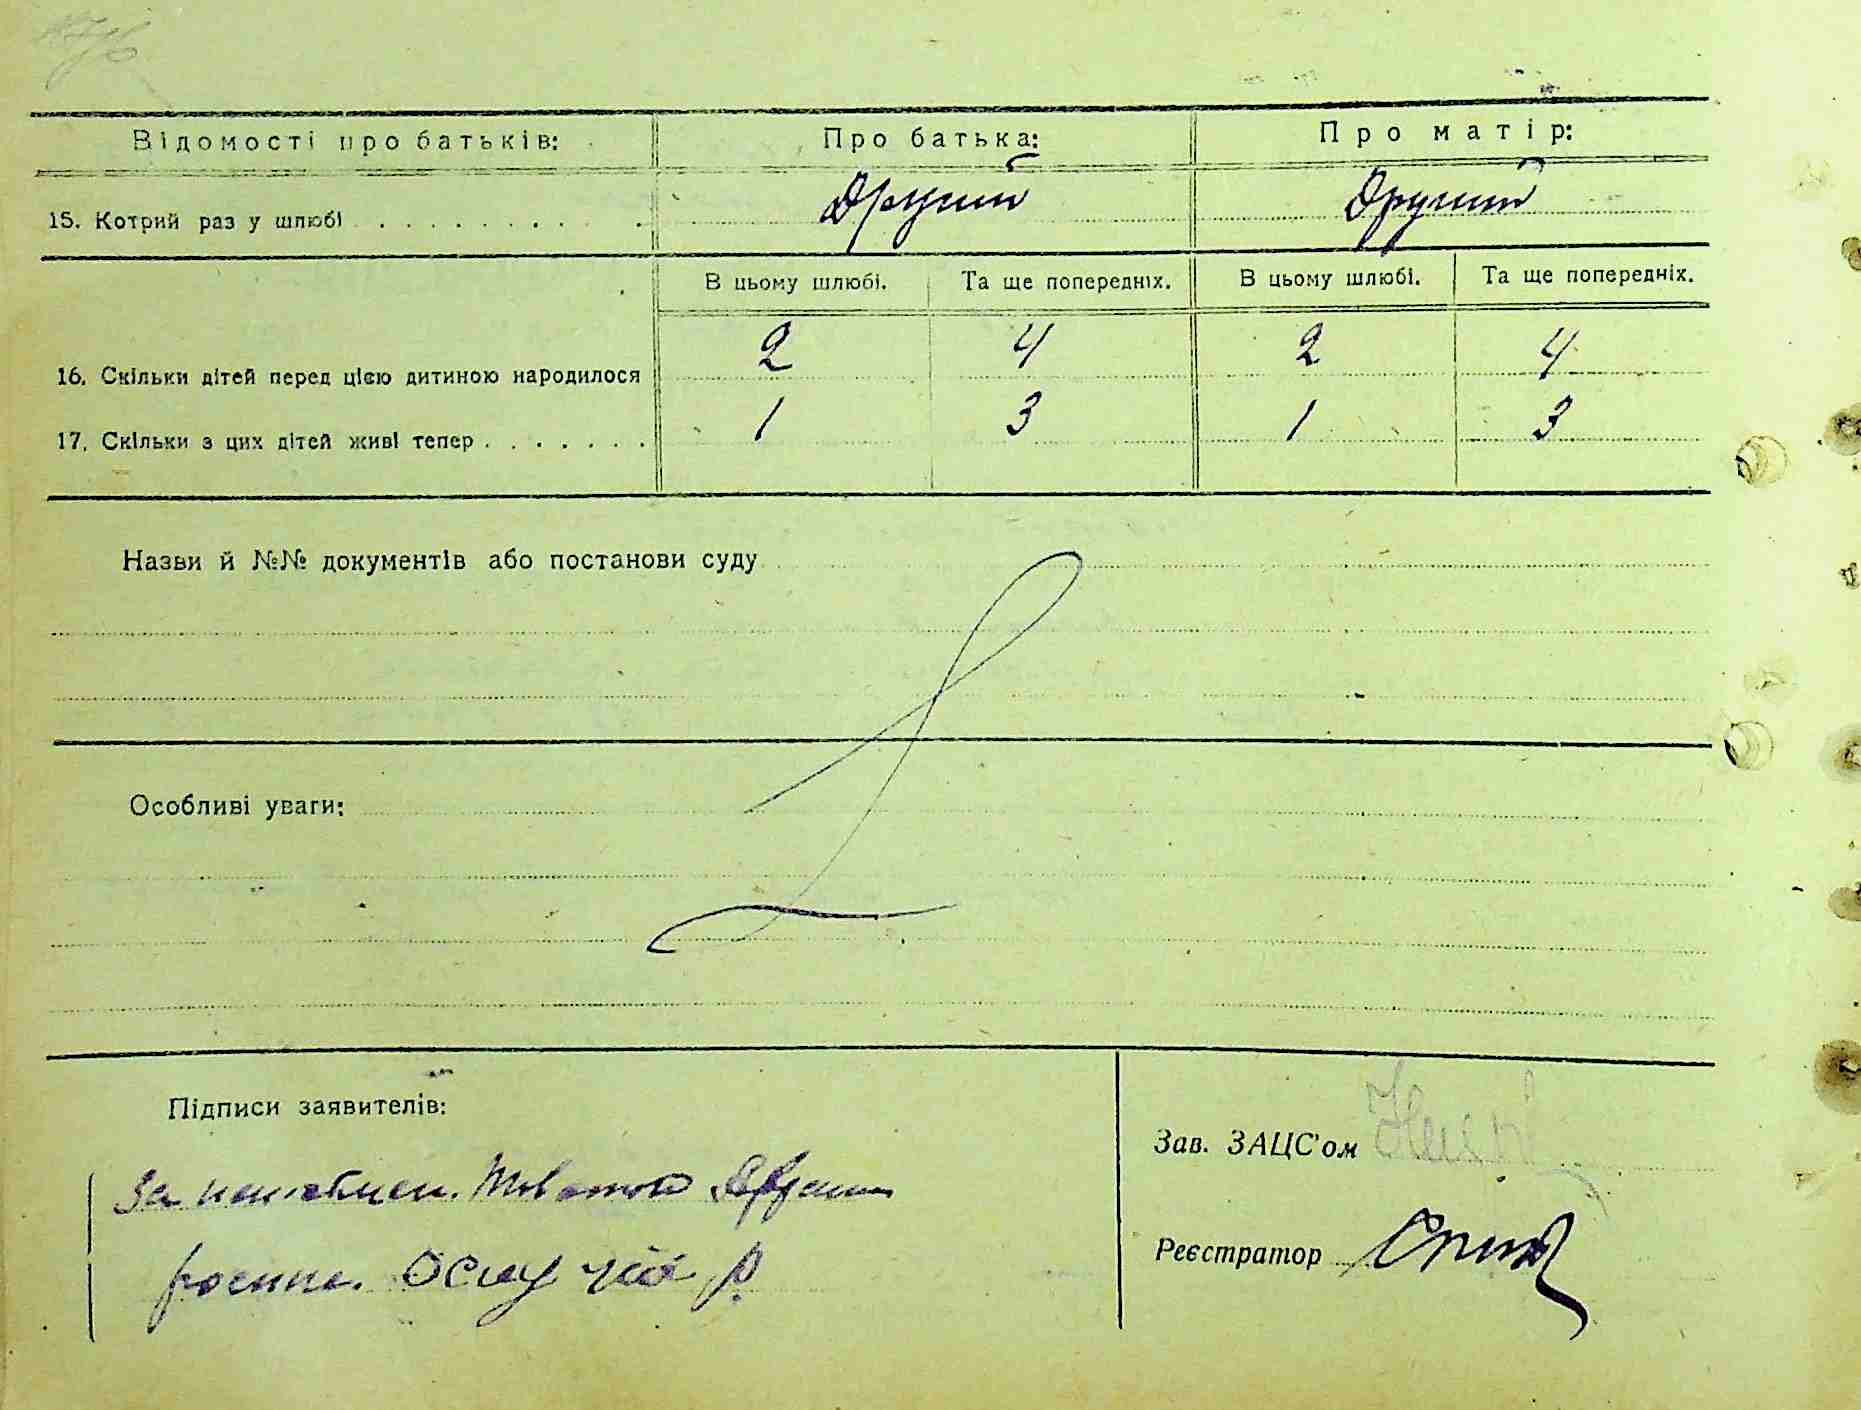 Відомості про батьків: Про батька: Про матір:
15. Котрий раз у шлюбі Другий Другий
В цьому шлюбі. Та ще попередніх. В цьому шлюбі. Та ще попередніх.
16. Скільки дітей перед цією дитиною народилося 2 4 2 4
17. Скільки з цих дітей живі тепер 1 3 1 3
Назви й №№ документів або постанови суду
Особливі уваги:
Підписи заявителів:
Зав. ЗАЦС'ом
За
Реєстратор